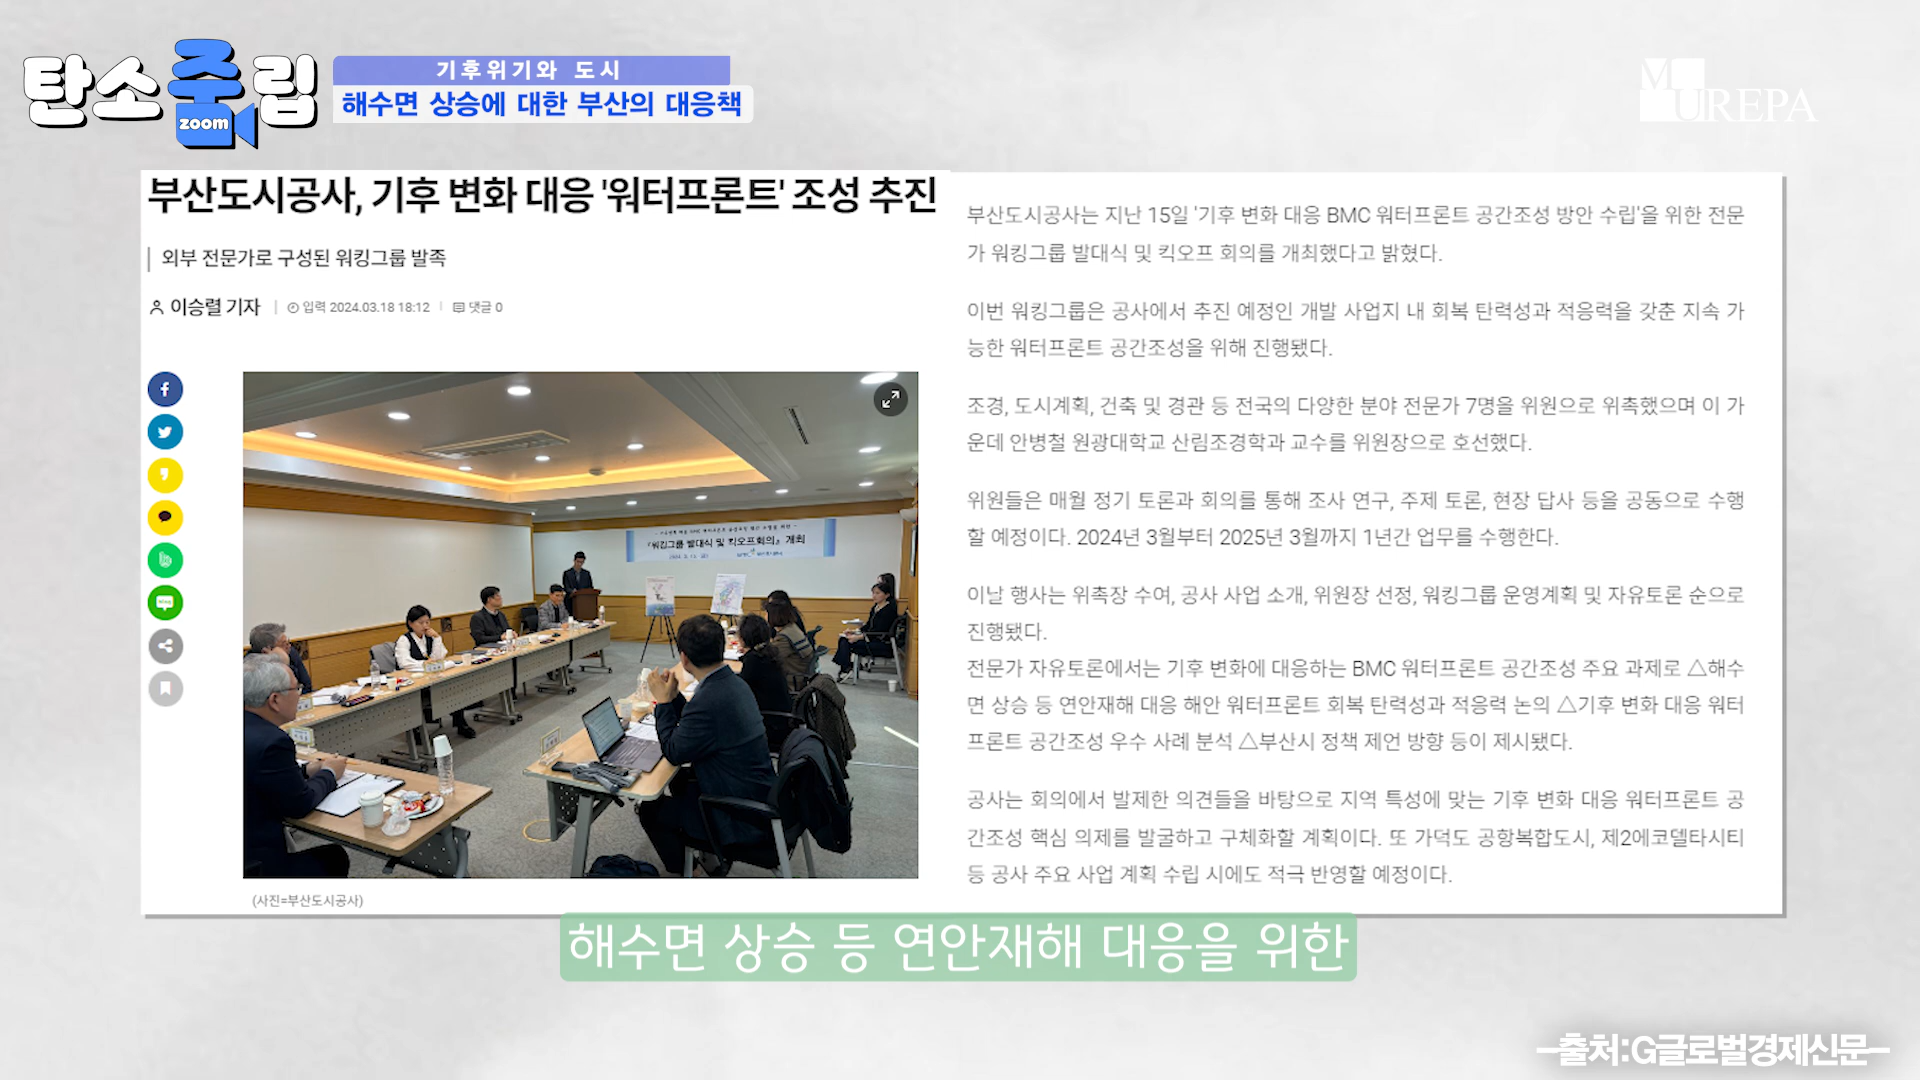 탄소중립
zoom
기후위기와 도시
해수면 상승에 대한 부산의 대응책
MUREPA
부산도시공사, 기후 변화 대응 '워터프론트' 조성 추진
외부 전문가로 구성된 워킹그룹 발족
이승렬 기자 입력 2024.03.18 18:12 댓글 0
『워킹그룹 발대식 및 킥오프회의』 개최
(사진=부산도시공사)
부산도시공사는 지난 15일 '기후 변화 대응 BMC 워터프론트 공간조성 방안 수립'을 위한 전문
가 워킹그룹 발대식 및 킥오프 회의를 개최했다고 밝혔다.
이번 워킹그룹은 공사에서 추진 예정인 개발 사업지 내 회복 탄력성과 적응력을 갖춘 지속 가
능한 워터프론트 공간조성을 위해 진행됐다.
조경, 도시계획, 건축 및 경관 등 전국의 다양한 분야 전문가 7명을 위원으로 위촉했으며 이 가
운데 안병철 원광대학교 산림조경학과 교수를 위원장으로 호선했다.
위원들은 매월 정기 토론과 회의를 통해 조사 연구, 주제 토론, 현장 답사 등을 공동으로 수행
할 예정이다. 2024년 3월부터 2025년 3월까지 1년간 업무를 수행한다.
이날 행사는 위촉장 수여, 공사 사업 소개, 위원장 선정, 워킹그룹 운영계획 및 자유토론 순으로
진행됐다.
전문가 자유토론에서는 기후 변화에 대응하는 BMC 워터프론트 공간조성 주요 과제로 △해수
면 상승 등 연안재해 대응 해안 워터프론트 회복 탄력성과 적응력 논의 △기후 변화 대응 워터
프론트 공간조성 우수 사례 분석 △부산시 정책 제언 방향 등이 제시됐다.
공사는 회의에서 발제한 의견들을 바탕으로 지역 특성에 맞는 기후 변화 대응 워터프론트 공
간조성 핵심 의제를 발굴하고 구체화할 계획이다. 또 가덕도 공항복합도시, 제2에코델타시티
등 공사 주요 사업 계획 수립 시에도 적극 반영할 예정이다.
해수면 상승 등 연안재해 대응을 위한
출처:G글로벌경제신문